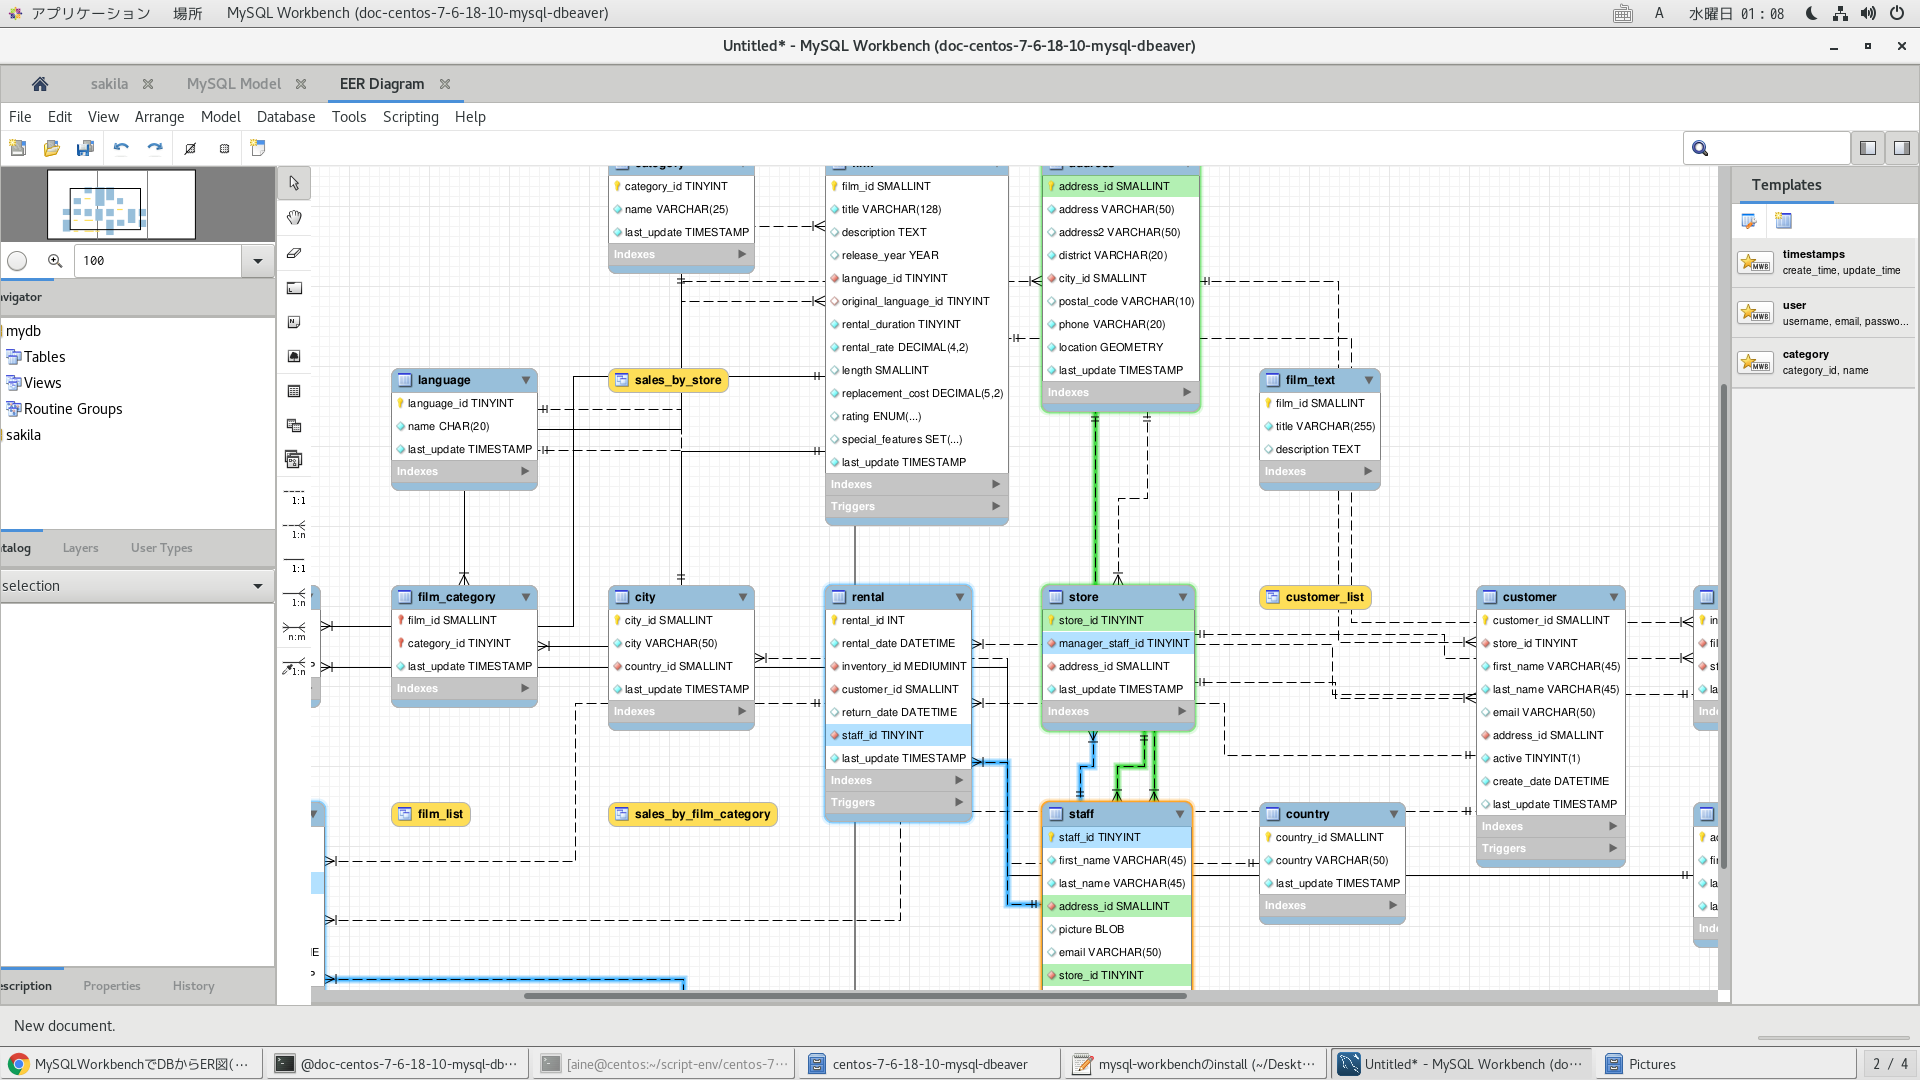 アプリケーション 場所 MySQL Workbench (doc-centos-7-6-18-10-mysql-dbeaver) A 水曜日 01：08
Untitled* - MySQL Workbench (doc-centos-7-6-18-10-mysql-dbeaver)
sakila MySQL Model EER Diagram
File Edit View Arrange Model Database Tools Scripting Help
100
avigator
mydb
Tables
Views
Routine Groups
sakila
atalog Layers User Types
selection
escription Properties History
1:1
1:n
1:1
1:n
n:m
1:n
category
category_id TINYINT
name VARCHAR(25)
last_update TIMESTAMP
Indexes
film
film_id SMALLINT
title VARCHAR(128)
description TEXT
release_year YEAR
language_id TINYINT
original_language_id TINYINT
rental_duration TINYINT
rental_rate DECIMAL(4,2)
length SMALLINT
replacement_cost DECIMAL(5,2)
rating ENUM(...)
special_features SET(...)
last_update TIMESTAMP
Indexes
Triggers
address
address_id SMALLINT
address VARCHAR(50)
address2 VARCHAR(50)
district VARCHAR(20)
city_id SMALLINT
postal_code VARCHAR(10)
phone VARCHAR(20)
location GEOMETRY
last_update TIMESTAMP
Indexes
language
language_id TINYINT
name CHAR(20)
last_update TIMESTAMP
Indexes
sales_by_store
film_text
film_id SMALLINT
title VARCHAR(255)
description TEXT
Indexes
film_category
film_id SMALLINT
category_id TINYINT
last_update TIMESTAMP
Indexes
city
city_id SMALLINT
city VARCHAR(50)
country_id SMALLINT
last_update TIMESTAMP
Indexes
rental
rental_id INT
rental_date DATETIME
inventory_id MEDIUMINT
customer_id SMALLINT
return_date DATETIME
staff_id TINYINT
last_update TIMESTAMP
Indexes
Triggers
store
store_id TINYINT
manager_staff_id TINYINT
address_id SMALLINT
last_update TIMESTAMP
Indexes
customer_list
customer
customer_id SMALLINT
store_id TINYINT
first_name VARCHAR(45)
last_name VARCHAR(45)
email VARCHAR(50)
address_id SMALLINT
active TINYINT(1)
create_date DATETIME
last_update TIMESTAMP
Indexes
Triggers
in
fil
st
la
Inde
film_list
sales_by_film_category
staff
staff_id TINYINT
first_name VARCHAR(45)
last_name VARCHAR(45)
address_id SMALLINT
picture BLOB
email VARCHAR(50)
store_id TINYINT
country
country_id SMALLINT
country VARCHAR(50)
last_update TIMESTAMP
Indexes
ac
fir
la
la
Inde
Templates
timestamps
create_time, update_time
user
username, email, passwo...
category
category_id, name
New document.
MySQLWorkbenchでDBからER図(… @doc-centos-7-6-18-10-mysql-db… [aine@centos:~/script-env/centos-7… centos-7-6-18-10-mysql-dbeaver mysql-workbenchのinstall (~/Deskt… Untitled* - MySQL Workbench (do… Pictures 2 / 4